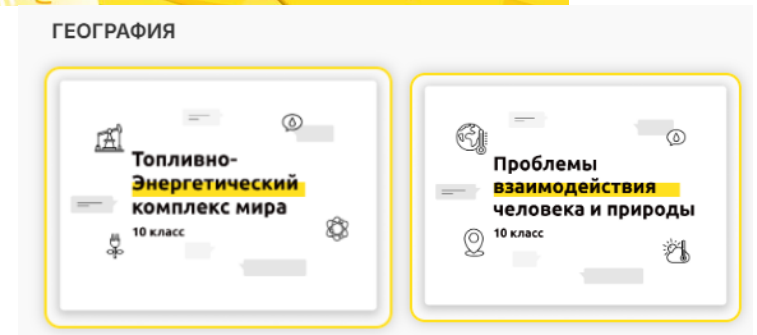 ГЕОГРАФИЯ
Топливно-
Энергетический
комплекс мира
10 класс
Проблемы
взаимодействия
человека и природы
10 класс